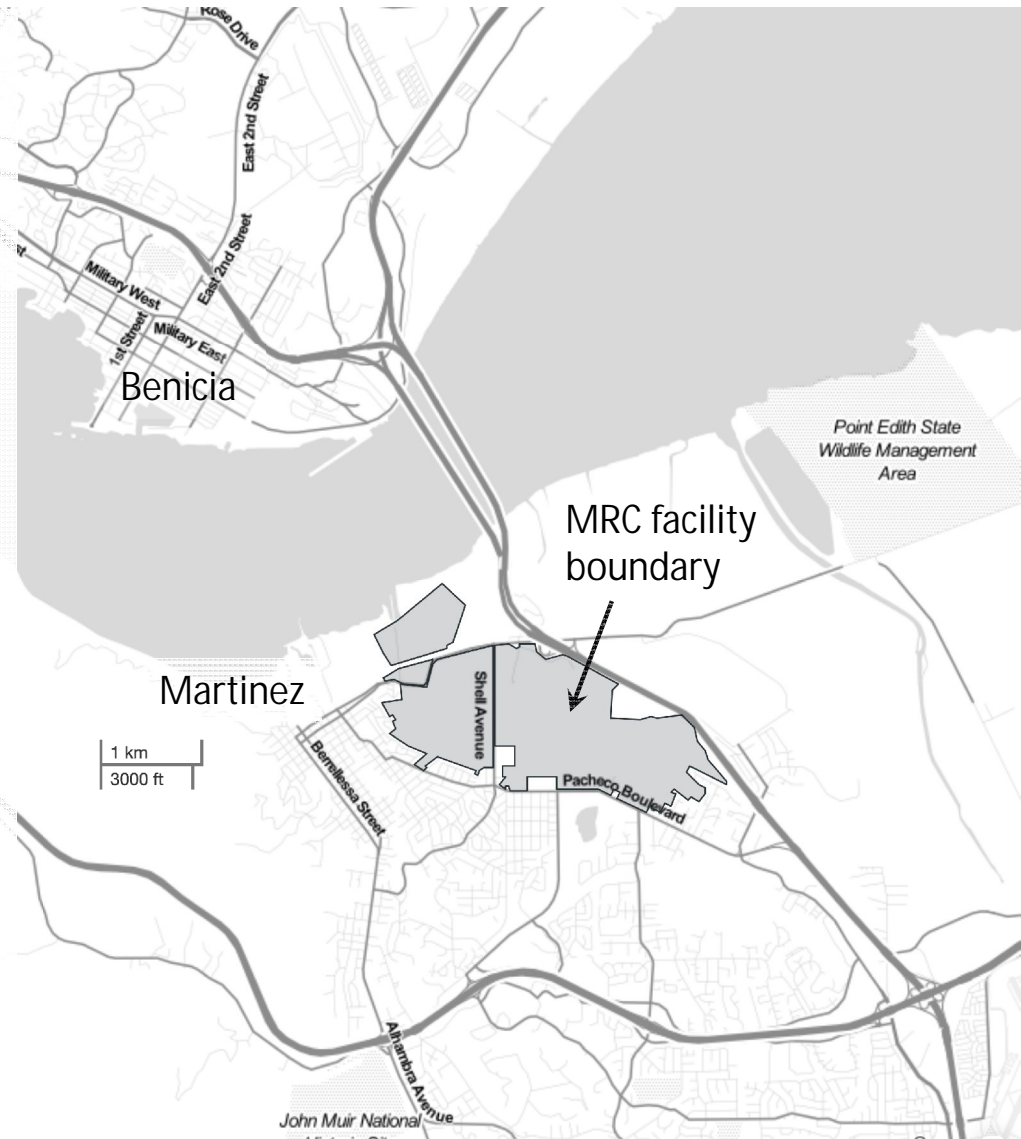 Rose Drive
East 2nd Street
East 2nd Street
Military West
1st Street
Military East
Benicia
Point Edith State
Wildlife Management
Area
MRC facility
boundary
Martinez
Shell Avenue
1 km
3000 ft
Berrellessa Street
Pacheco Boulevard
Alhambra Avenue
John Muir National